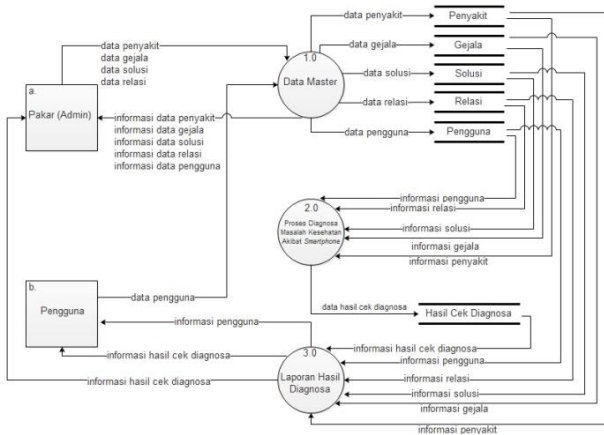 data penyakit
Penyakit
data penyakit
data gejala
data solusi
data relasi
1.0
Data Master
data gejala
Gejala
data solusi
Solusi
data relasi
Relasi
data pengguna
Pengguna
a.
Pakar (Admin)
informasi data penyakit
informasi data gejala
informasi data solusi
informasi data relasi
informasi data pengguna
2.0
Proses Diagnosa
Masalah Kesehatan
Akibat Smartphone
informasi pengguna
informasi relasi
informasi solusi
informasi gejala
informasi penyakit
b.
Pengguna
data pengguna
data hasil cek diagnosa
Hasil Cek Diagnosa
informasi pengguna
informasi hasil cek diagnosa
informasi hasil cek diagnosa
3.0
Laporan Hasil
Diagnosa
informasi hasil cek diagnosa
informasi pengguna
informasi relasi
informasi solusi
informasi gejala
informasi penyakit